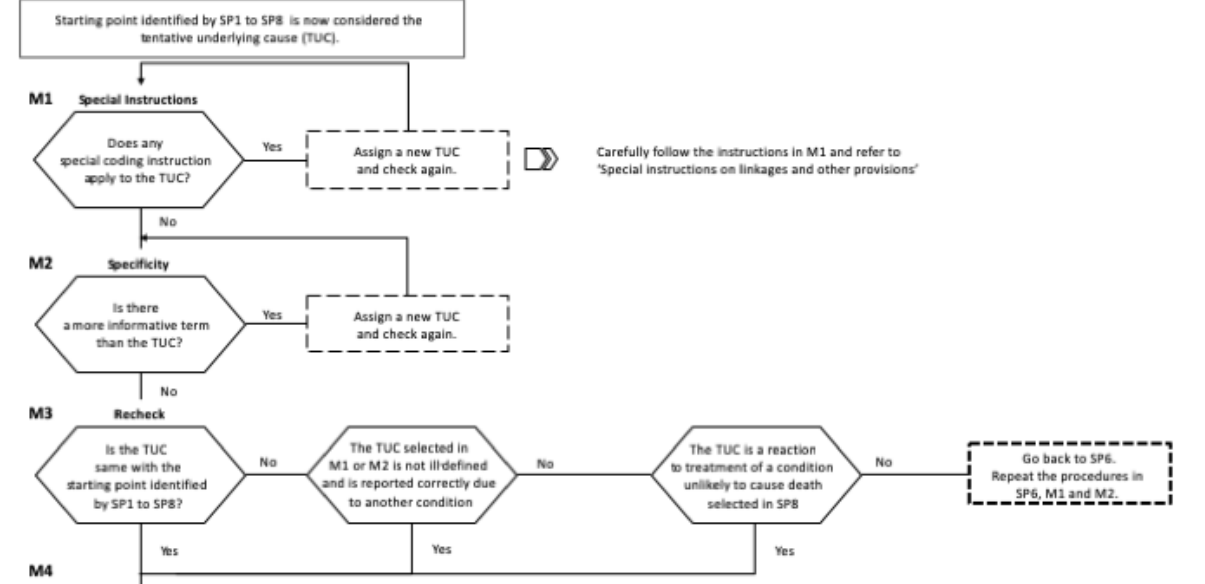 Starting point identified by SP1 to SP8 is now considered the
tentative underlying cause (TUC).
M1
Special Instructions
Does any
special coding instruction
apply to the TUC?
Yes
Assign a new TUC
and check again.
Carefully follow the instructions in M1 and refer to
'Special instructions on linkages and other provisions'
No
M2
Specificity
Is there
a more informative term
than the TUC?
Yes
Assign a new TUC
and check again.
No
M3
Recheck
Is the TUC
same with the
starting point identified
by SP1 to SP8?
No
The TUC selected in
M1 or M2 is not ill-defined
and is reported correctly due
to another condition
No
The TUC is a reaction
to treatment of a condition
unlikely to cause death
selected in SP8
No
Go back to SP6.
Repeat the procedures in
SP6, M1 and M2.
Yes
Yes
Yes
M4